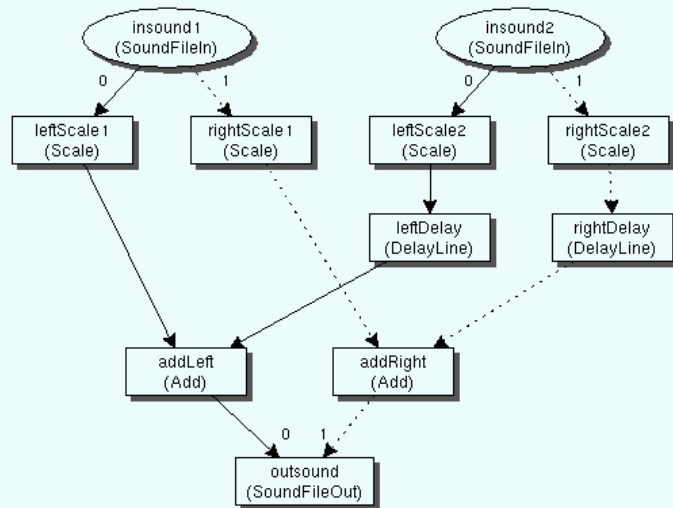 insound1
(SoundFileIn)
insound2
(SoundFileIn)
0
1
0
1
leftScale1
(Scale)
rightScale1
(Scale)
leftScale2
(Scale)
rightScale2
(Scale)
leftDelay
(DelayLine)
rightDelay
(DelayLine)
addLeft
(Add)
addRight
(Add)
0
1
outsound
(SoundFileOut)